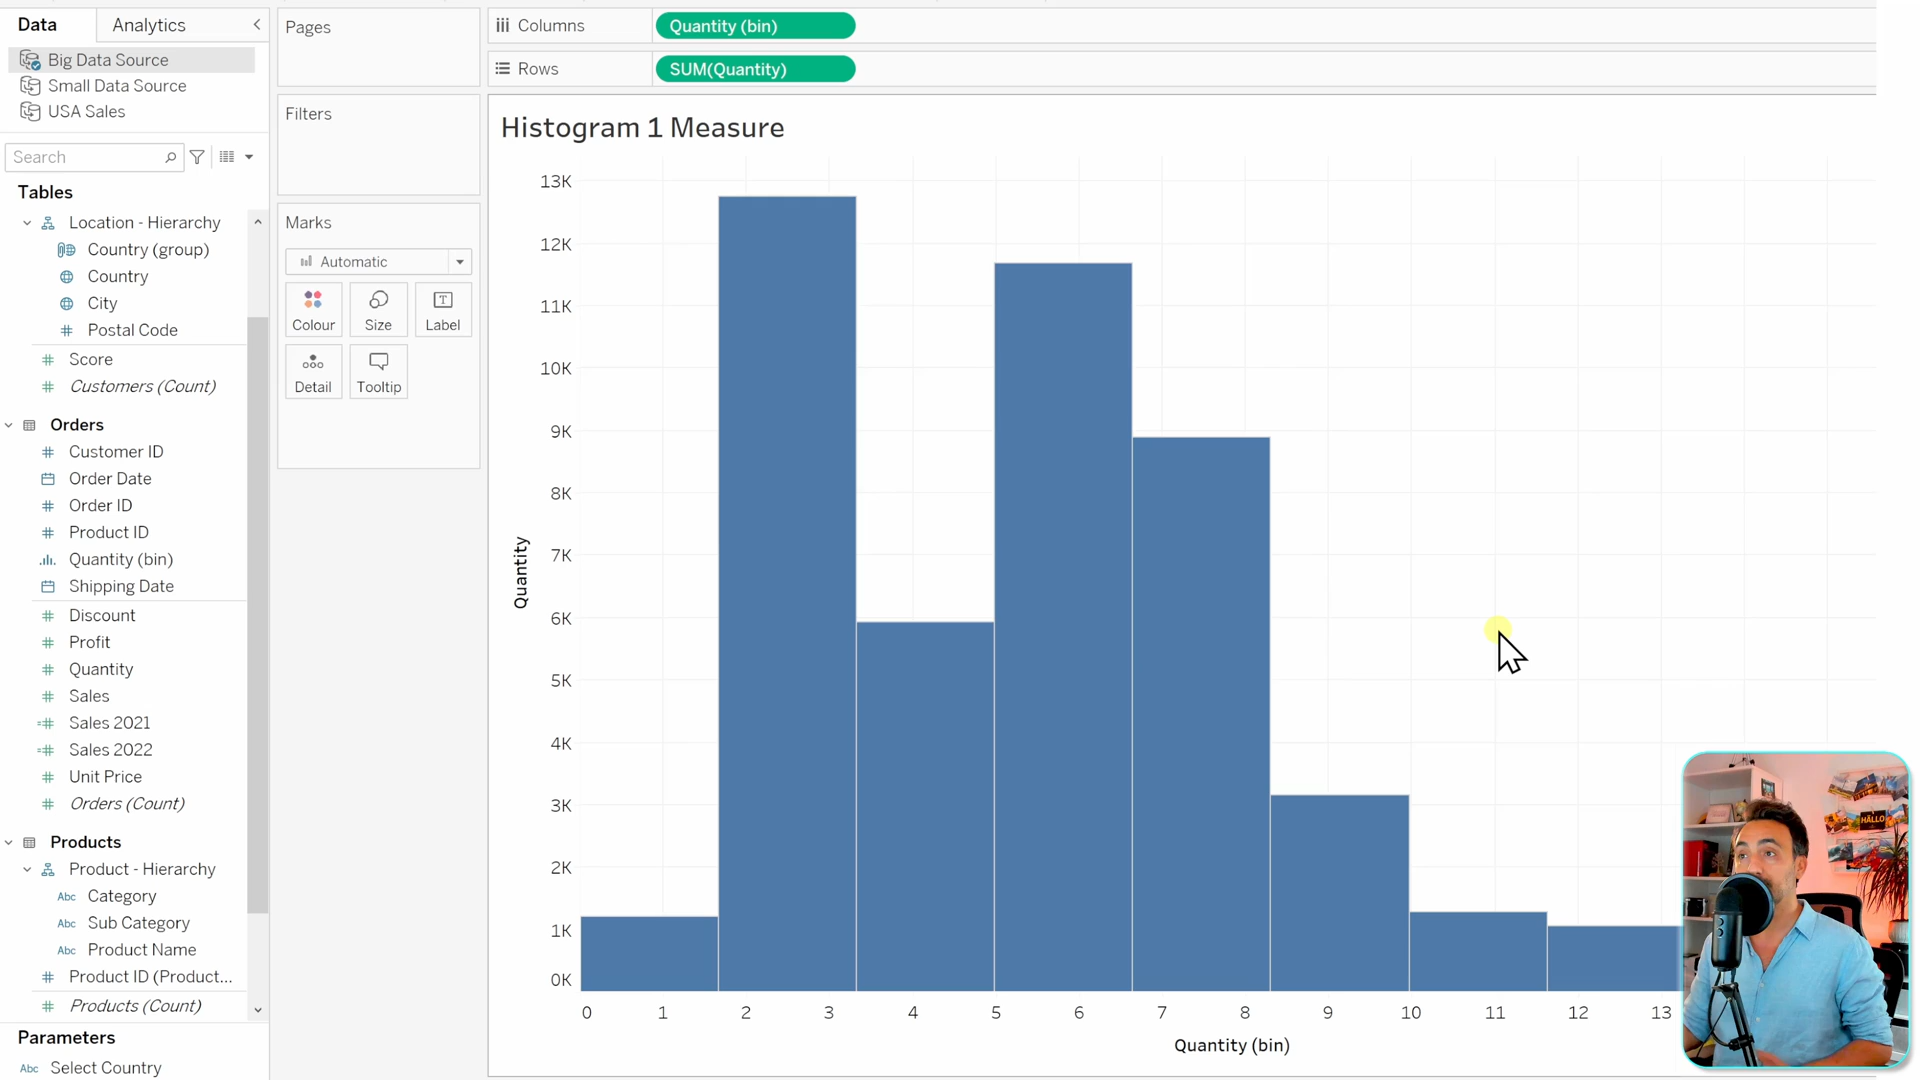 Data
Analytics
Big Data Source
Small Data Source
USA Sales
Search
Tables
Location - Hierarchy
Country (group)
Country
City
Postal Code
Score
Customers (Count)
Orders
Customer ID
Order Date
Order ID
Product ID
Quantity (bin)
Shipping Date
Discount
Profit
Quantity
Sales
Sales 2021
Sales 2022
Unit Price
Orders (Count)
Products
Product - Hierarchy
Abc Category
Abc Sub Category
Abc Product Name
Product ID (Product...
Products (Count)
Parameters
Abc Select Country
Pages
Filters
Marks
Automatic
Colour
Size
Label
Detail
Tooltip
Columns
Quantity (bin)
Rows
SUM(Quantity)
Histogram 1 Measure
13K
12K
11K
10K
9K
8K
7K
6K
5K
4K
3K
2K
1K
0K
Quantity
0 1 2 3 4 5 6 7 8 9 10 11 12 13
Quantity (bin)
HALLO